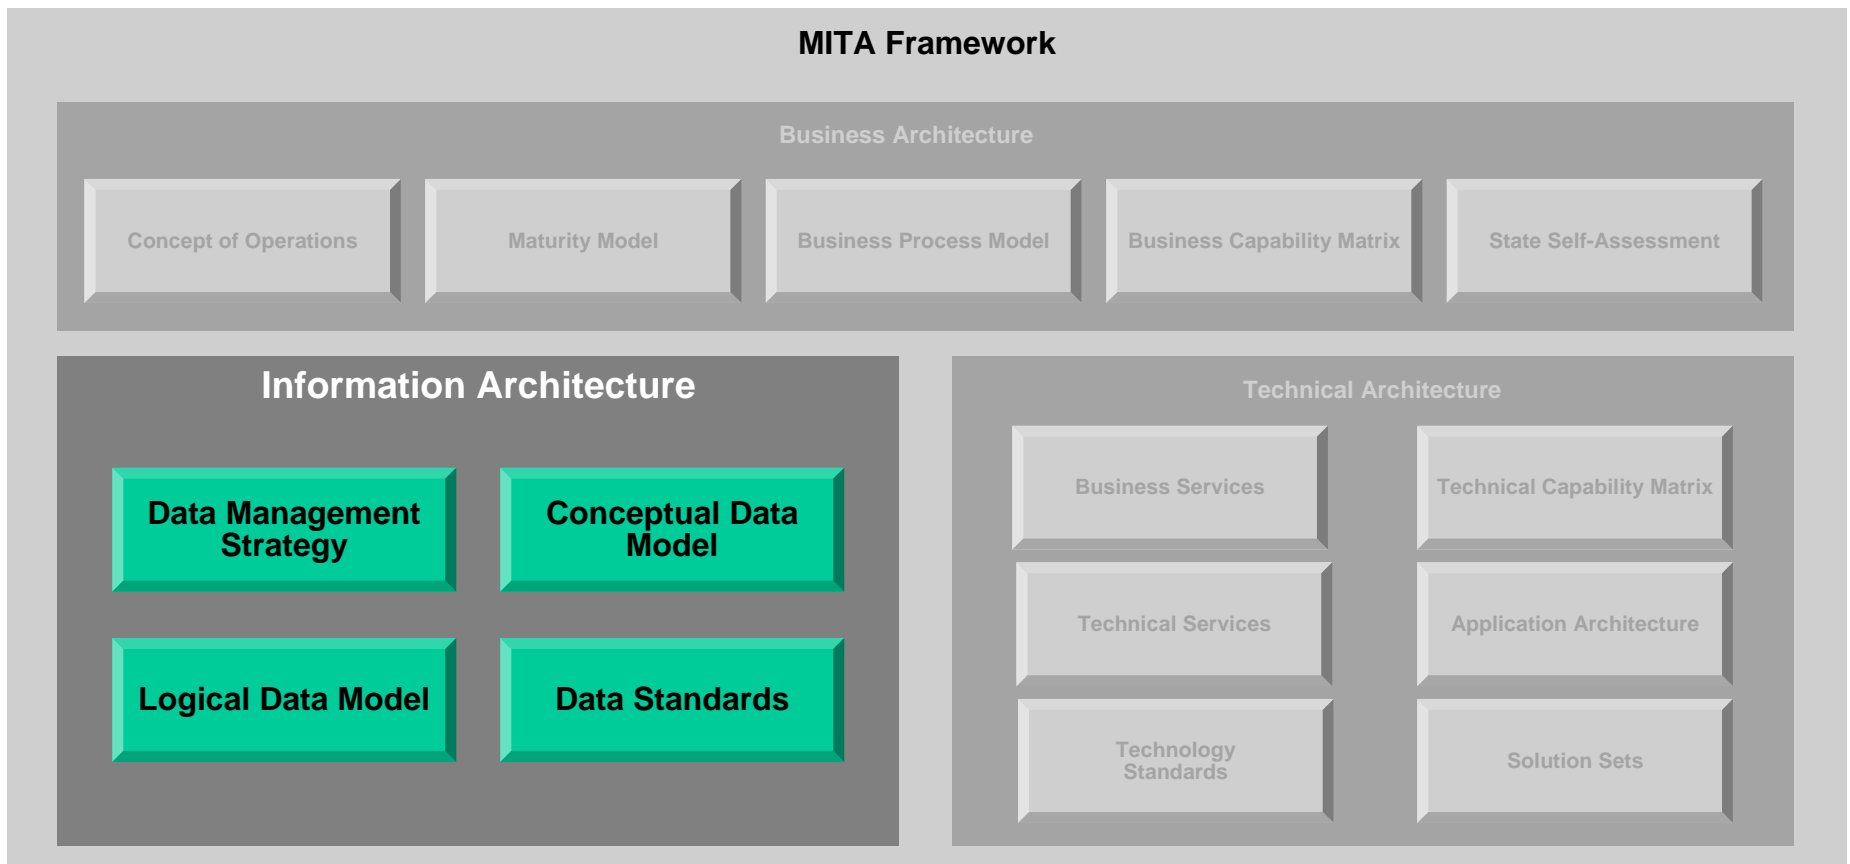 MITA Framework
Business Architecture
Concept of Operations
Maturity Model
Business Process Model
Business Capability Matrix
State Self-Assessment
Information Architecture
Data Management
Strategy
Conceptual Data
Model
Logical Data Model
Data Standards
Technical Architecture
Business Services
Technical Capability Matrix
Technical Services
Application Architecture
Technology
Standards
Solution Sets